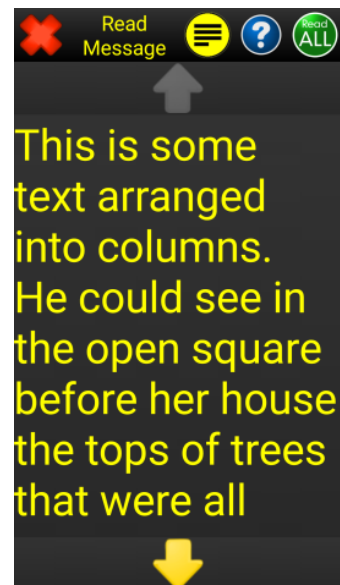 Read
Message
Read
ALL
This is some
text arranged
into columns.
He could see in
the open square
before her house
the tops of trees
that were all